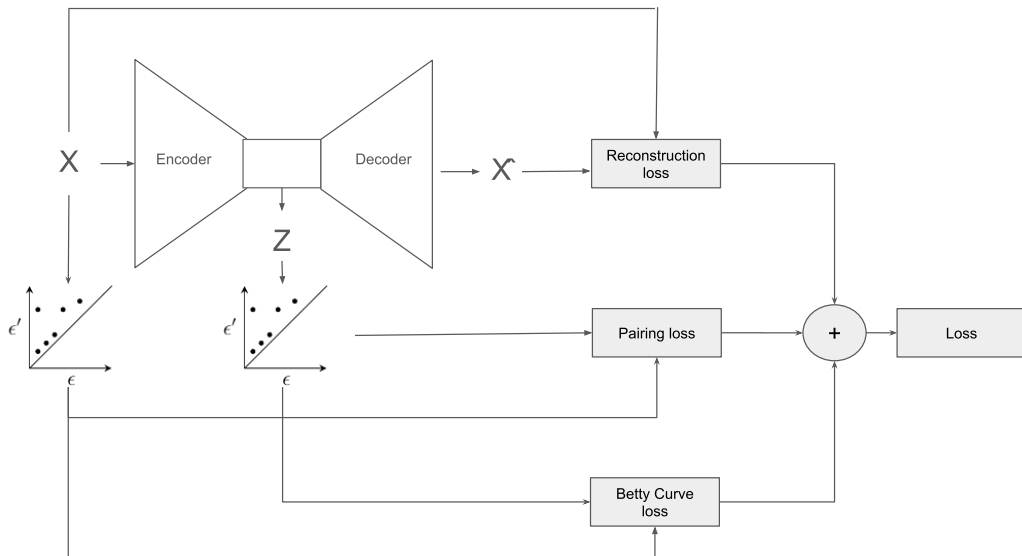 X
Encoder
Decoder
X̂
Reconstruction
loss
Z
ϵ′
ϵ
ϵ′
ϵ
Pairing loss
+
Loss
Betty Curve
loss